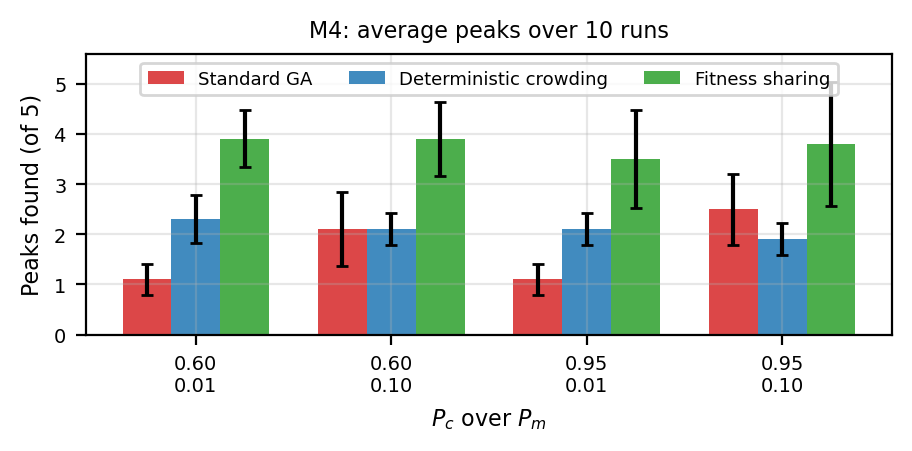 M4: average peaks over 10 runs
Standard GA Deterministic crowding Fitness sharing
Peaks found (of 5)
5
4
3
2
1
0
0.60 0.60 0.95 0.95
0.01 0.10 0.01 0.10
P_c over P_m